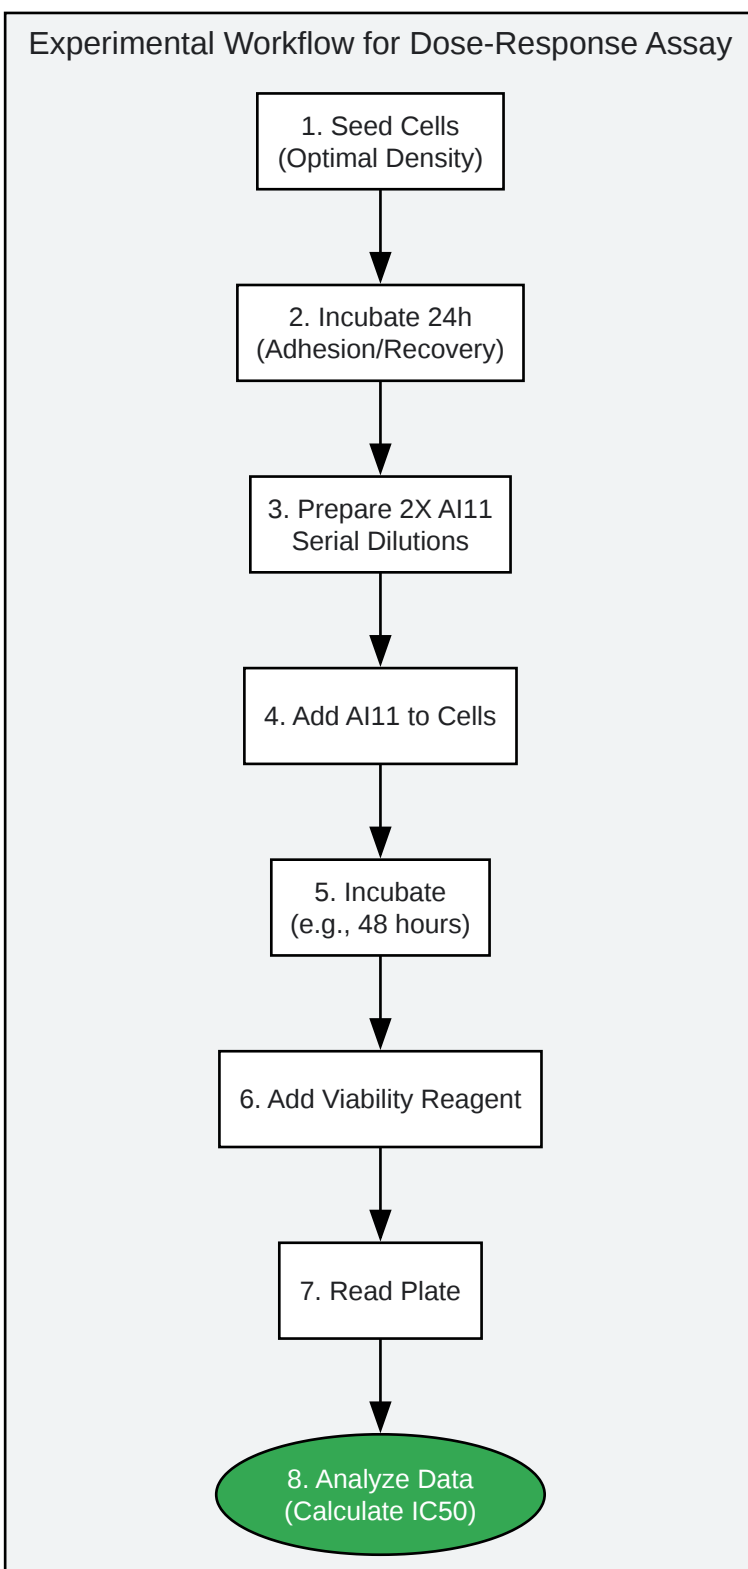 Experimental Workflow for Dose-Response Assay
1. Seed Cells
(Optimal Density)
2. Incubate 24h
(Adhesion/Recovery)
3. Prepare 2X AI11
Serial Dilutions
4. Add AI11 to Cells
5. Incubate
(e.g., 48 hours)
6. Add Viability Reagent
7. Read Plate
8. Analyze Data
(Calculate IC50)